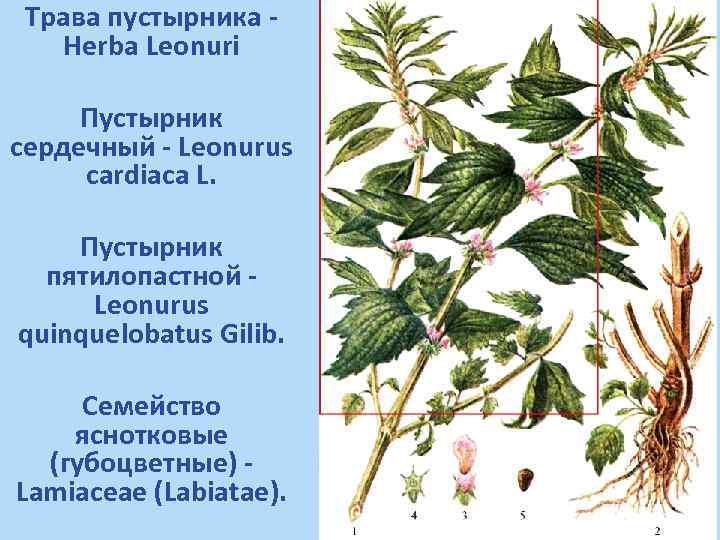 Трава пустырника -
Herba Leonuri
Пустырник
сердечный - Leonurus
cardiaca L.
Пустырник
пятилопастной -
Leonurus
quinquelobatus Gilib.
Семейство
яснотковые
(губоцветные) -
Lamiaceae (Labiatae).
4 3 5
1 2